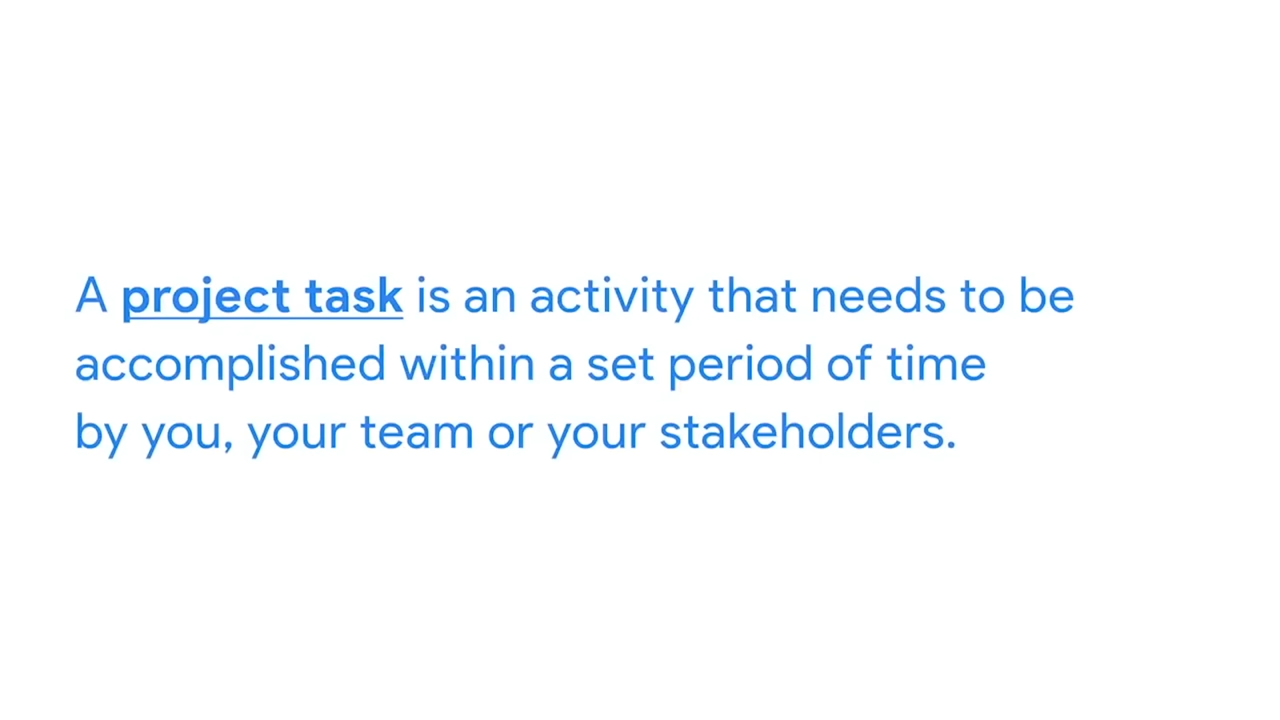 A project task is an activity that needs to be
accomplished within a set period of time
by you, your team or your stakeholders.